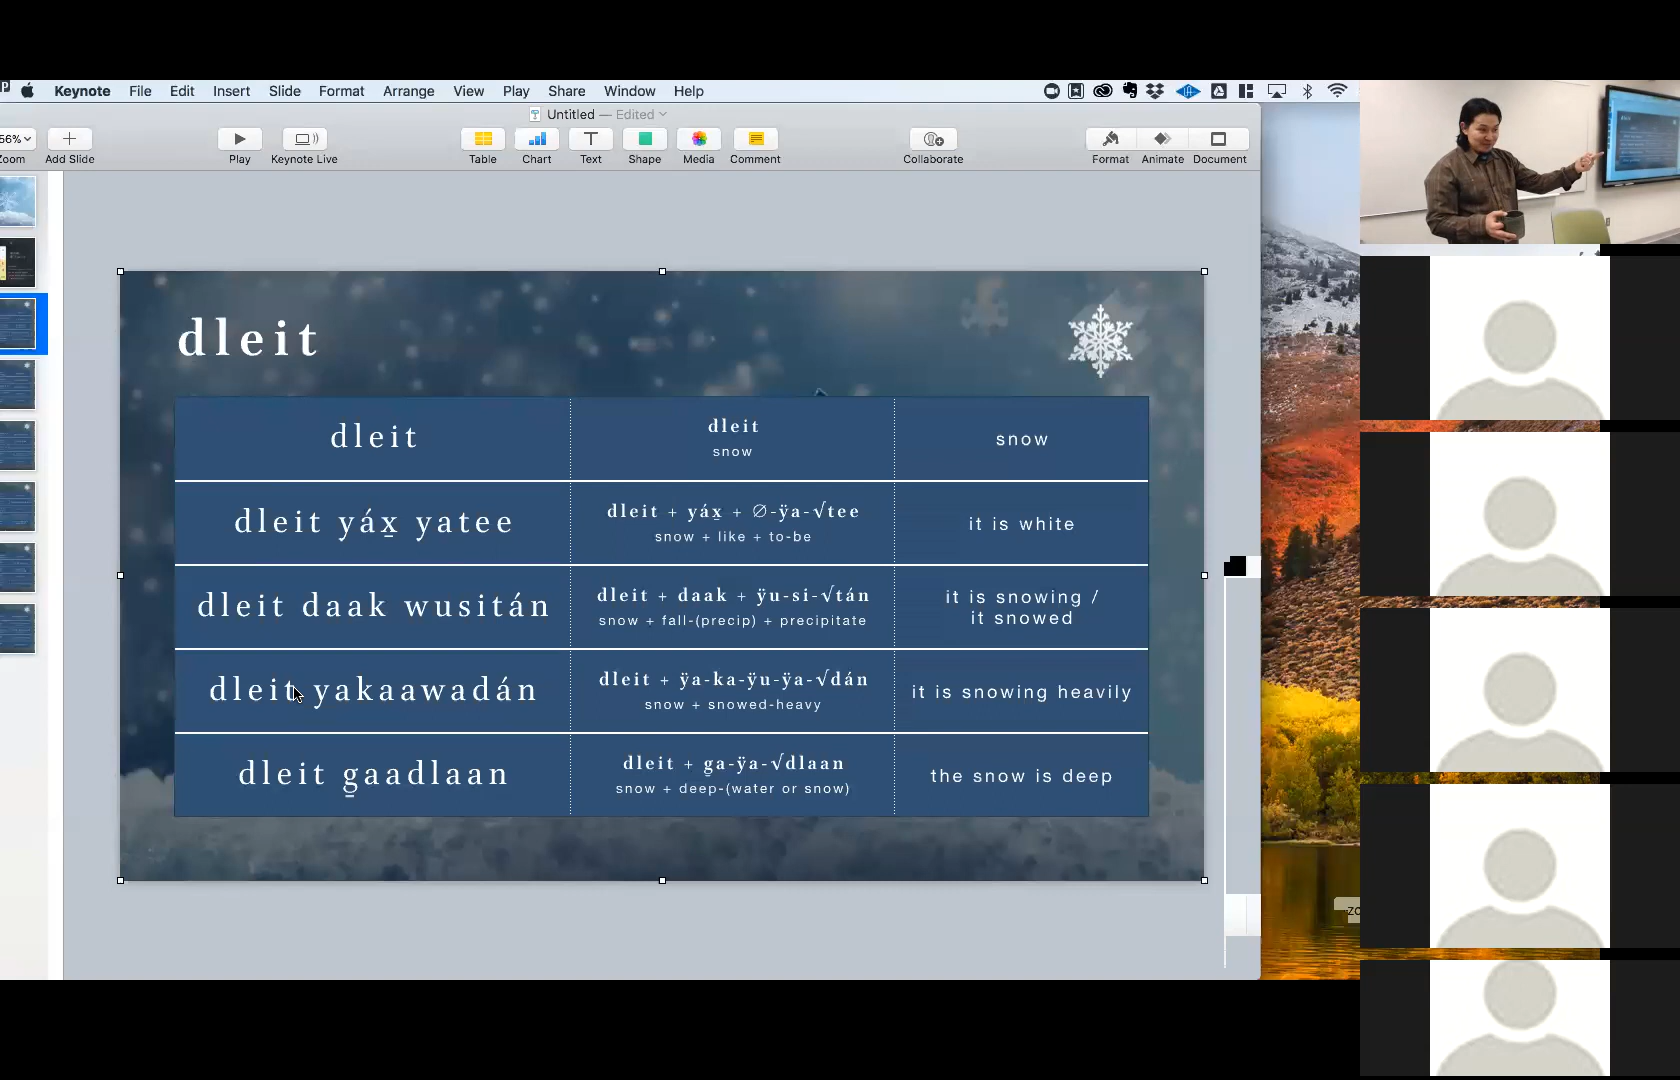 Keynote File Edit Insert Slide Format Arrange View Play Share Window Help
Untitled — Edited
56%
Zoom Add Slide Play Keynote Live Table Chart Text Shape Media Comment Collaborate Format Animate Document
dleit
dleit
dleit
snow
snow
dleit yáx̱ yatee
dleit + yáx̱ + ∅-ÿa-√tee
snow + like + to-be
it is white
dleit daak wusitán
dleit + daak + ÿu-si-√tán
snow + fall-(precip) + precipitate
it is snowing /
it snowed
dleit yakaawadán
dleit + ÿa-ka-ÿu-ÿa-√dán
snow + snowed-heavy
it is snowing heavily
dleit g̱aadlaan
dleit + g̱a-ÿa-√dlaan
snow + deep-(water or snow)
the snow is deep